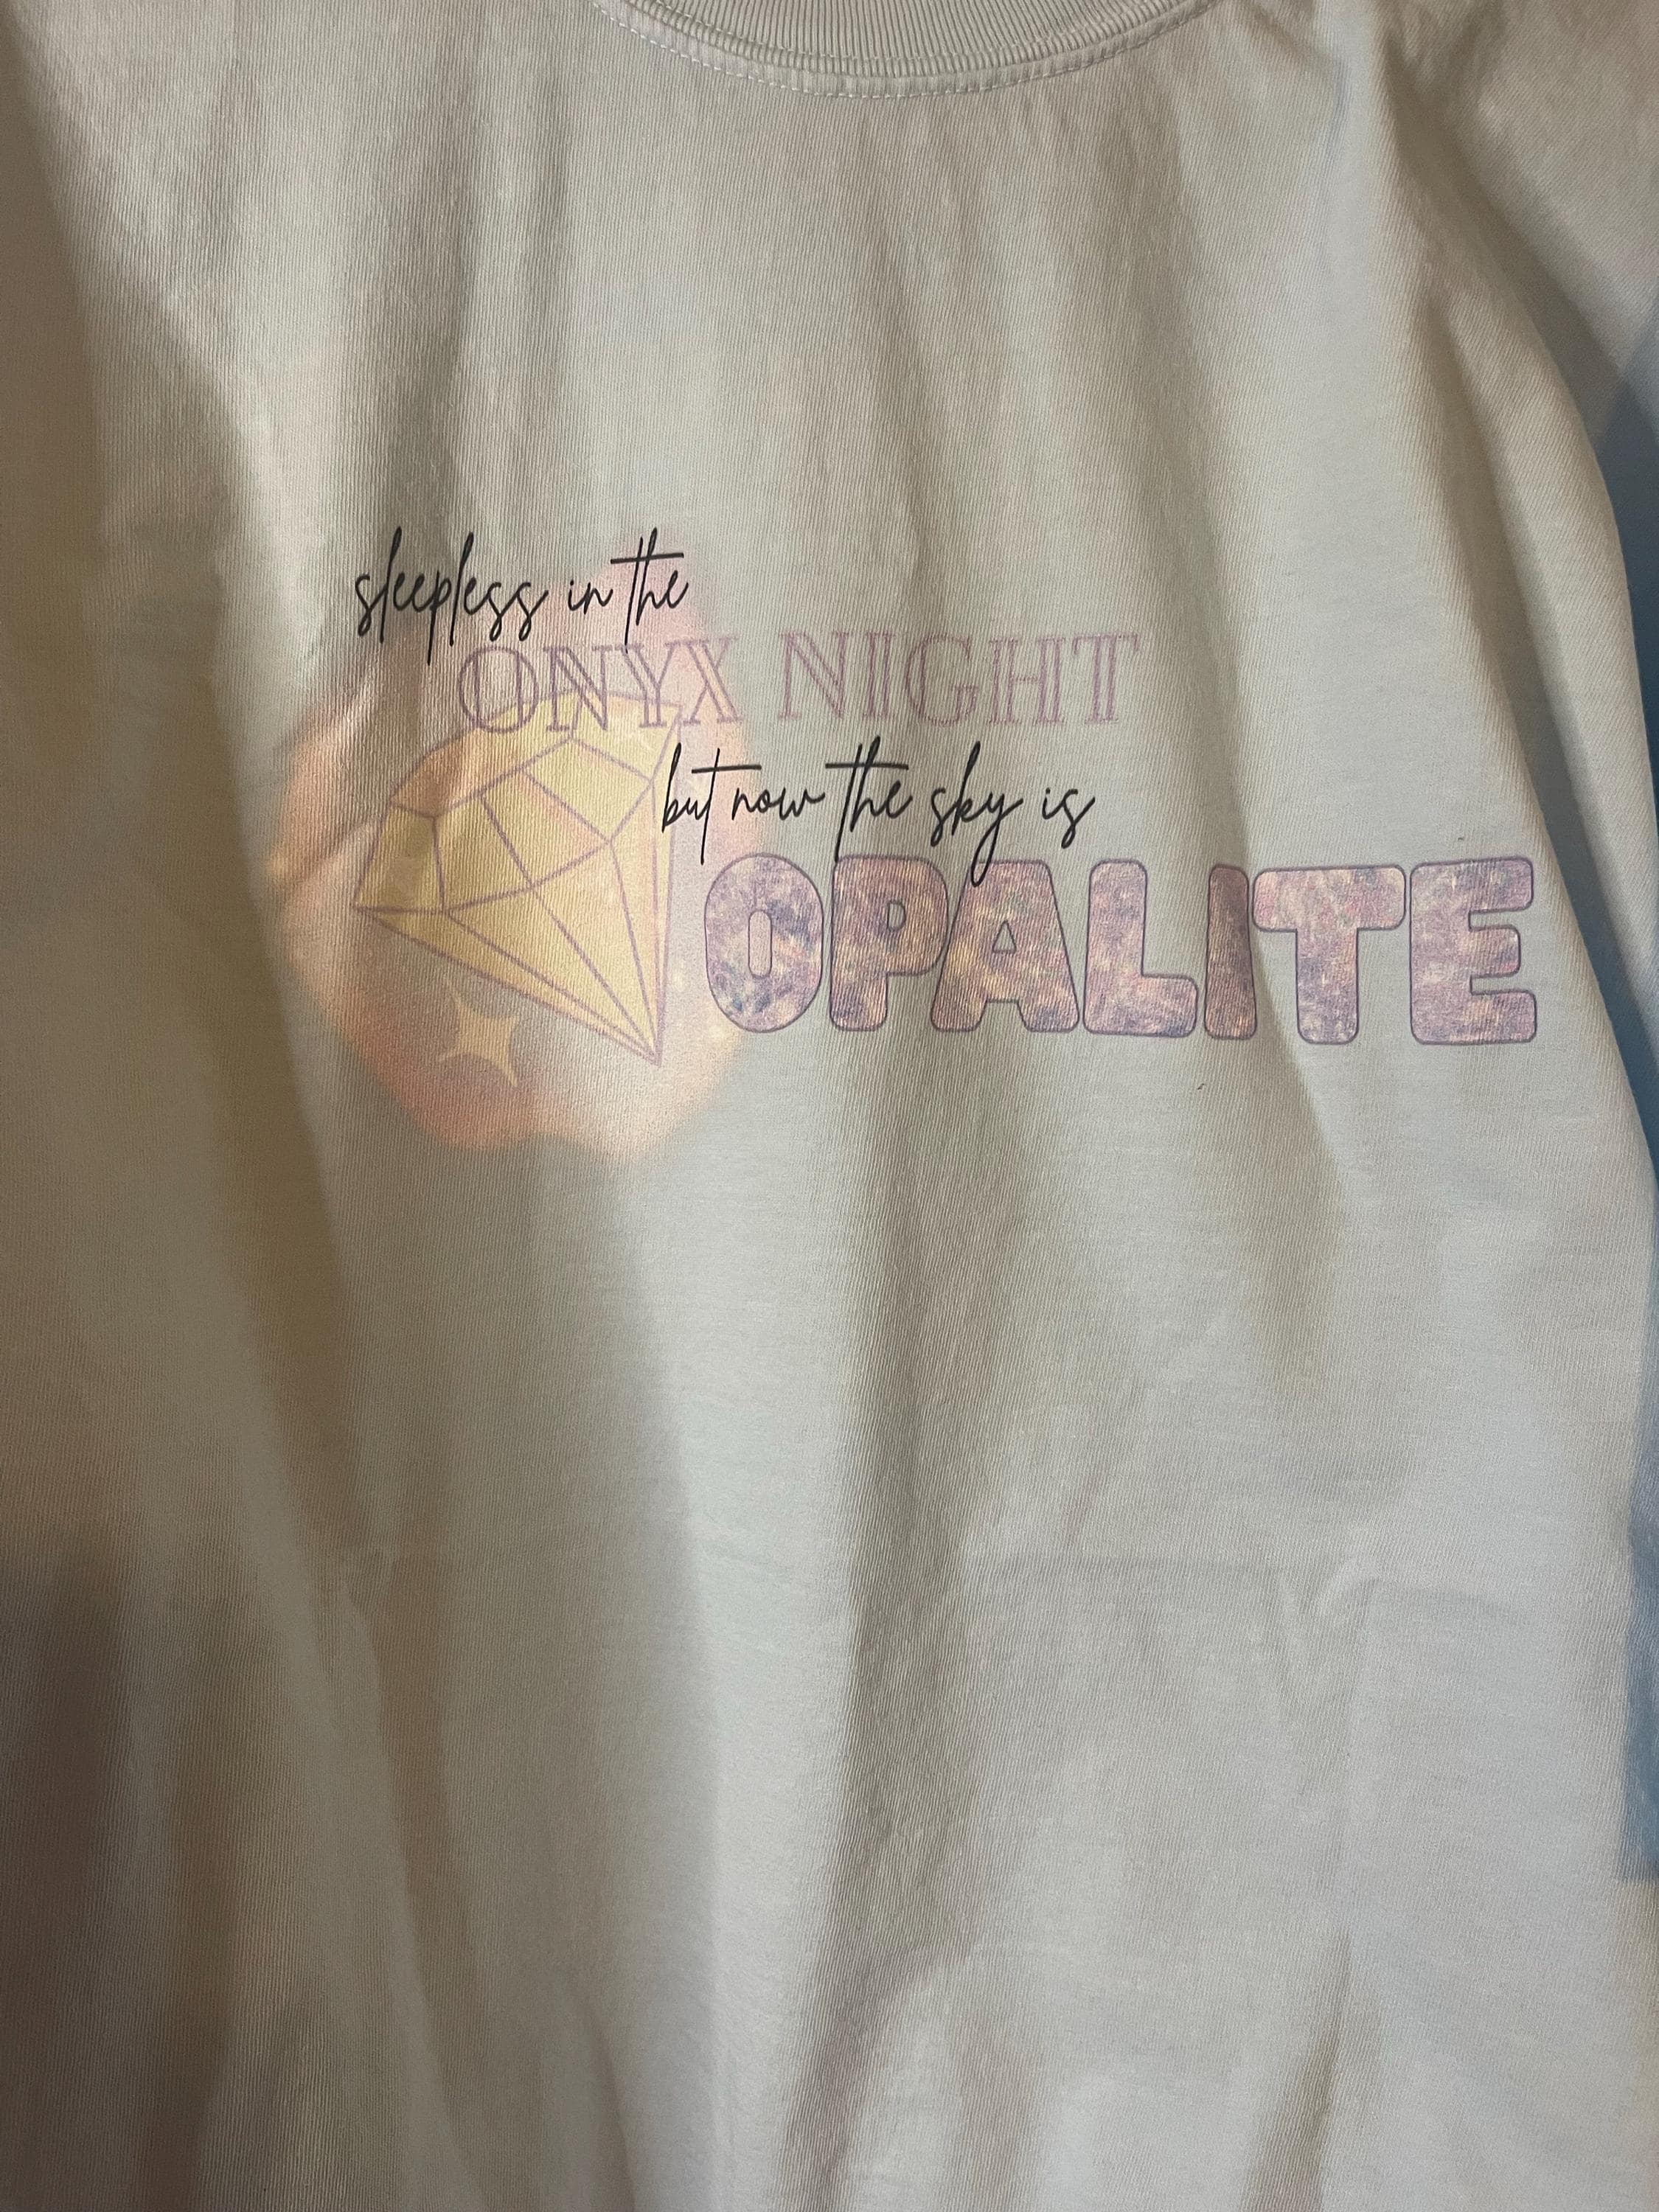 sleepless in the
ONYX NIGHT
but now the sky is
OPALITE